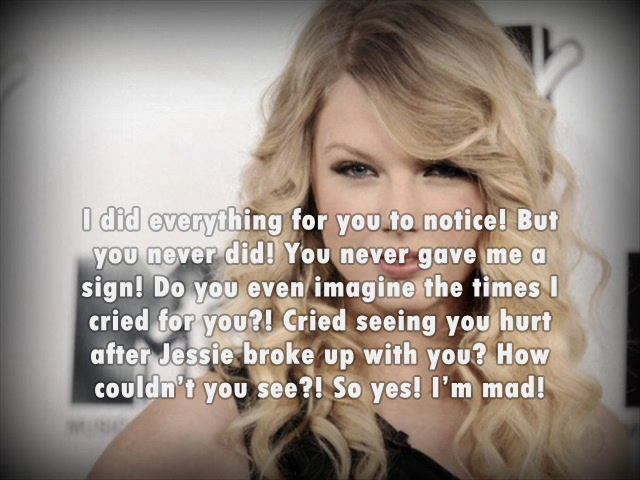 I did everything for you to notice! But
you never did! You never gave me a
sign! Do you even imagine the times I
cried for you?! Cried seeing you hurt
after Jessie broke up with you? How
couldn't you see?! So yes! I'm mad!